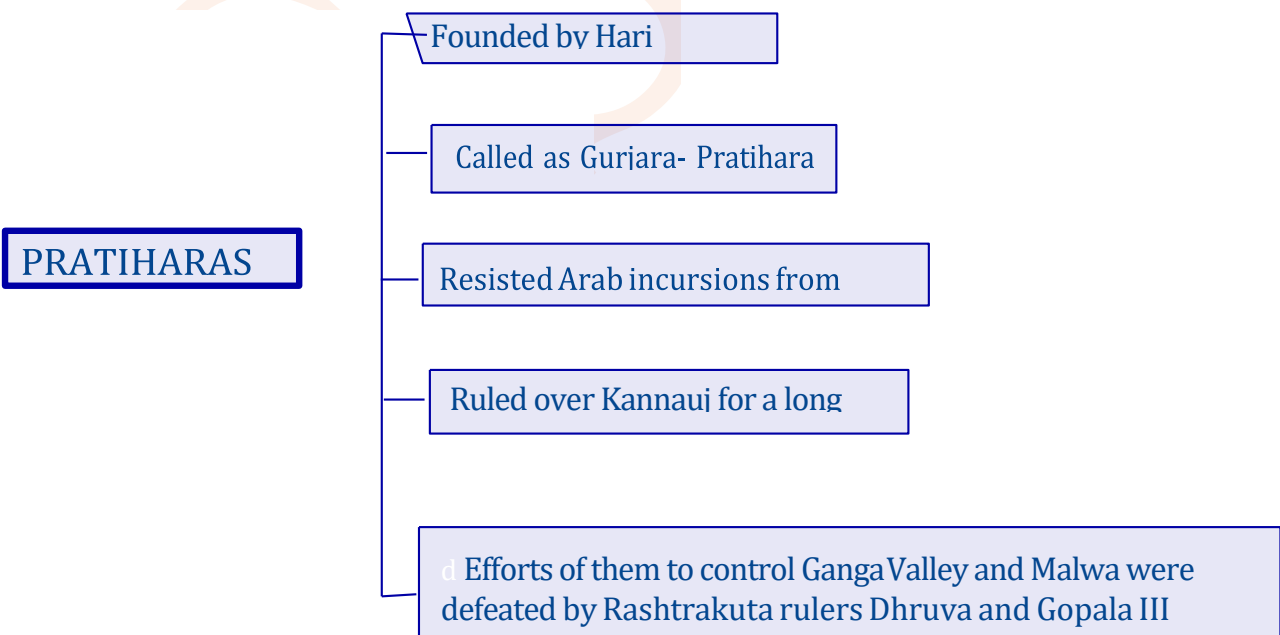 Founded by Hari
Called as Gurjara- Pratihara
PRATIHARAS
Resisted Arab incursions from
Ruled over Kannauj for a long
d Efforts of them to control Ganga Valley and Malwa were
defeated by Rashtrakuta rulers Dhruva and Gopala III